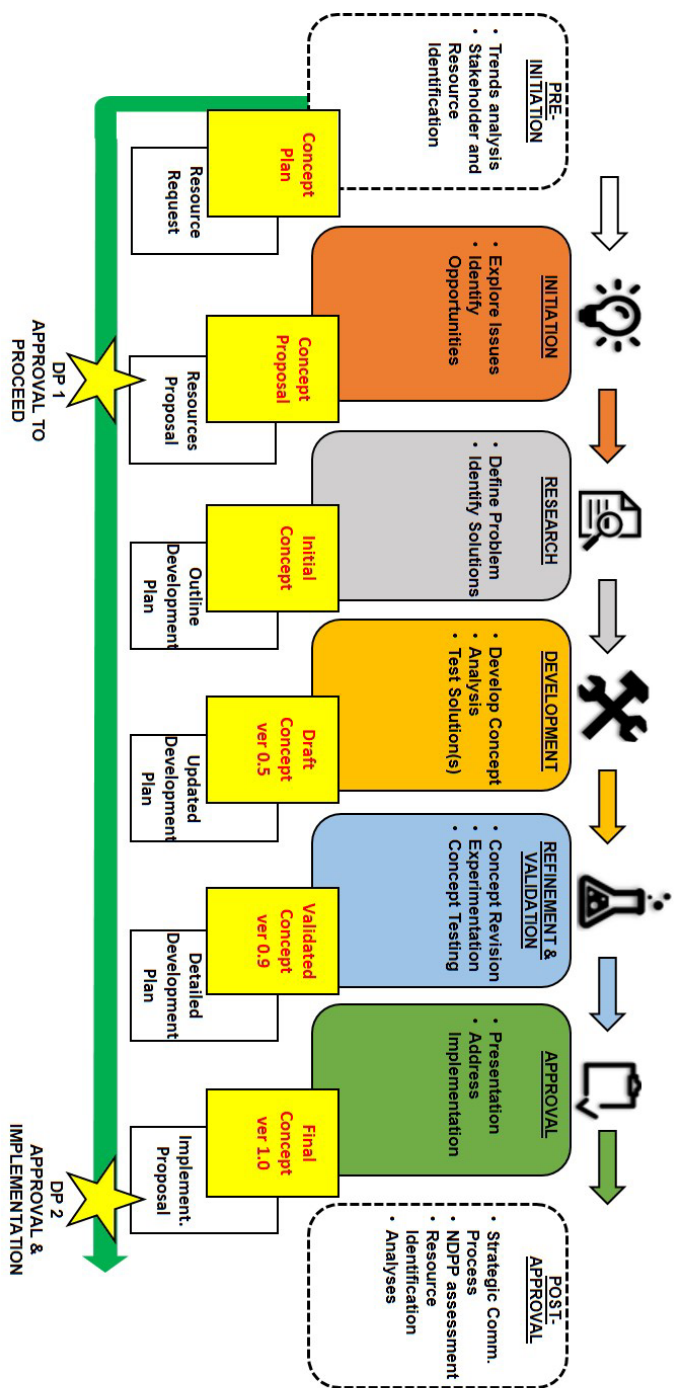 PRE-
INITIATION
• Trends analysis
• Stakeholder and
Resource
Identification
Concept
Plan
Resource
Request
INITIATION
• Explore Issues
• Identify
Opportunities
Concept
Proposal
Resources
Proposal
DP 1
APPROVAL TO
PROCEED
RESEARCH
• Define Problem
• Identify Solutions
Initial
Concept
Outline
Development
Plan
DEVELOPMENT
• Develop Concept
• Analysis
• Test Solution(s)
Draft
Concept
ver 0.5
Updated
Development
Plan
REFINEMENT &
VALIDATION
• Concept Revision
• Experimentation
• Concept Testing
Validated
Concept
ver 0.9
Detailed
Development
Plan
APPROVAL
• Presentation
• Address
Implementation
Final
Concept
ver 1.0
Implement.
Proposal
DP 2
APPROVAL &
IMPLEMENTATION
POST-
APPROVAL
• Strategic Comm.
Process
• NDPP assessment
• Resource
Identification
• Analyses